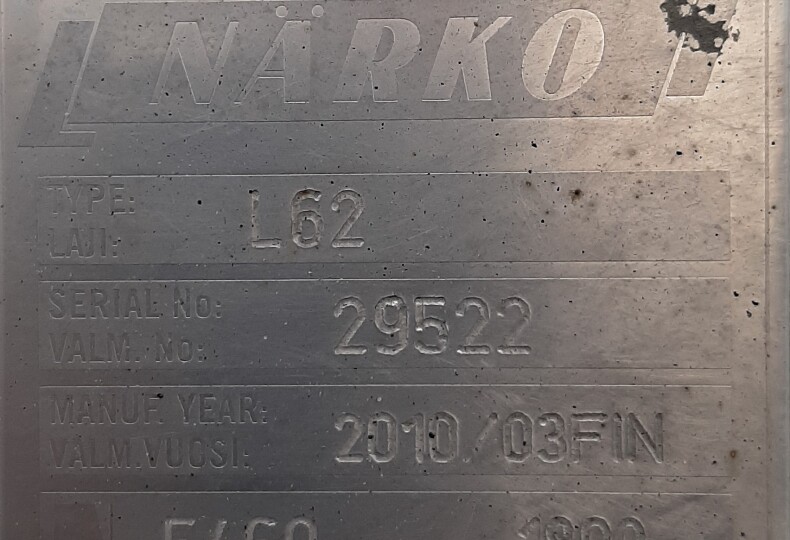 NÄRKO
TYPE: L62
LAJI:
SERIAL No: 29522
VALM. No:
MANUF. YEAR: 2010/03FIN
VALM.VUOSI: